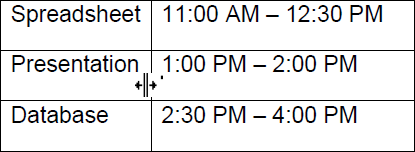 Spreadsheet 11:00 AM – 12:30 PM
Presentation 1:00 PM – 2:00 PM
Database 2:30 PM – 4:00 PM